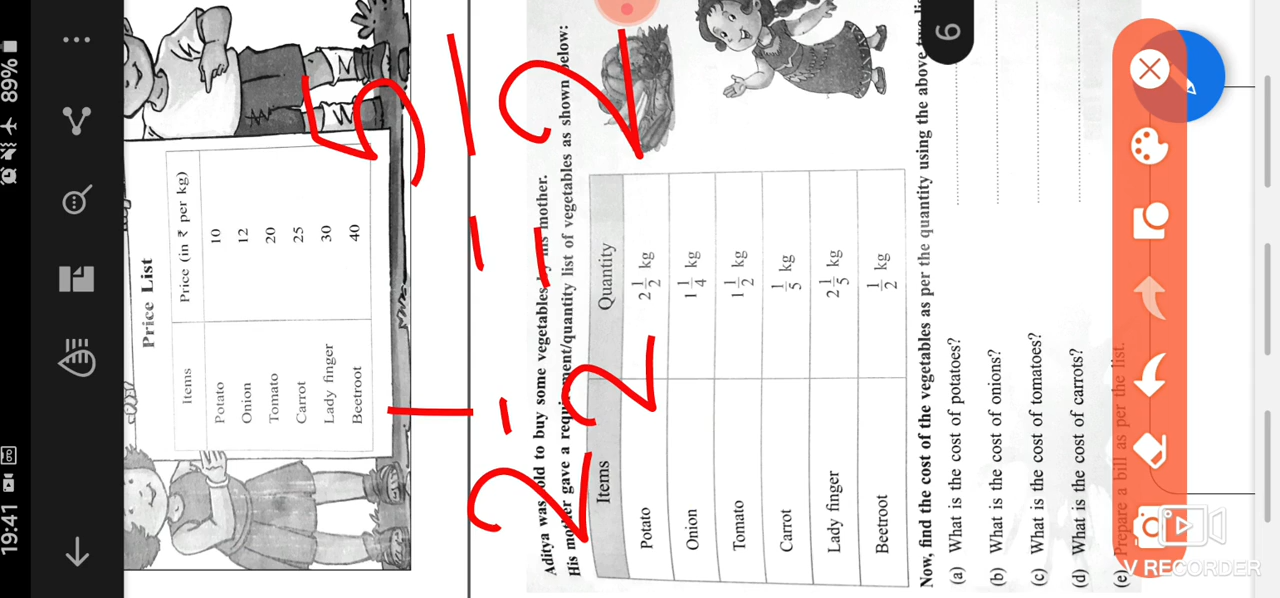 19:41
89%
Price List
Items Price (in ₹ per kg)
Potato 10
Onion 12
Tomato 20
Carrot 25
Lady finger 30
Beetroot 40
Aditya was told to buy some vegetables by his mother.
His mother gave a requirement/quantity list of vegetables as shown below:
Items Quantity
Potato 2 1/2 kg
Onion 1 1/4 kg
Tomato 1 1/2 kg
Carrot 1/5 kg
Lady finger 2 1/5 kg
Beetroot 1/2 kg
Now, find the cost of the vegetables as per the quantity using the above two
(a) What is the cost of potatoes?
(b) What is the cost of onions?
(c) What is the cost of tomatoes?
(d) What is the cost of carrots?
(e) Prepare a bill as per the list.
6
V RECORDER